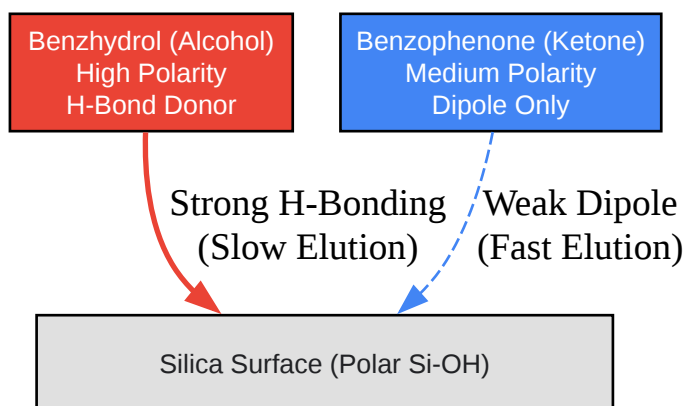 Benzhydrol (Alcohol)
High Polarity
H-Bond Donor
Benzophenone (Ketone)
Medium Polarity
Dipole Only
Strong H-Bonding
(Slow Elution)
Weak Dipole
(Fast Elution)
Silica Surface (Polar Si-OH)